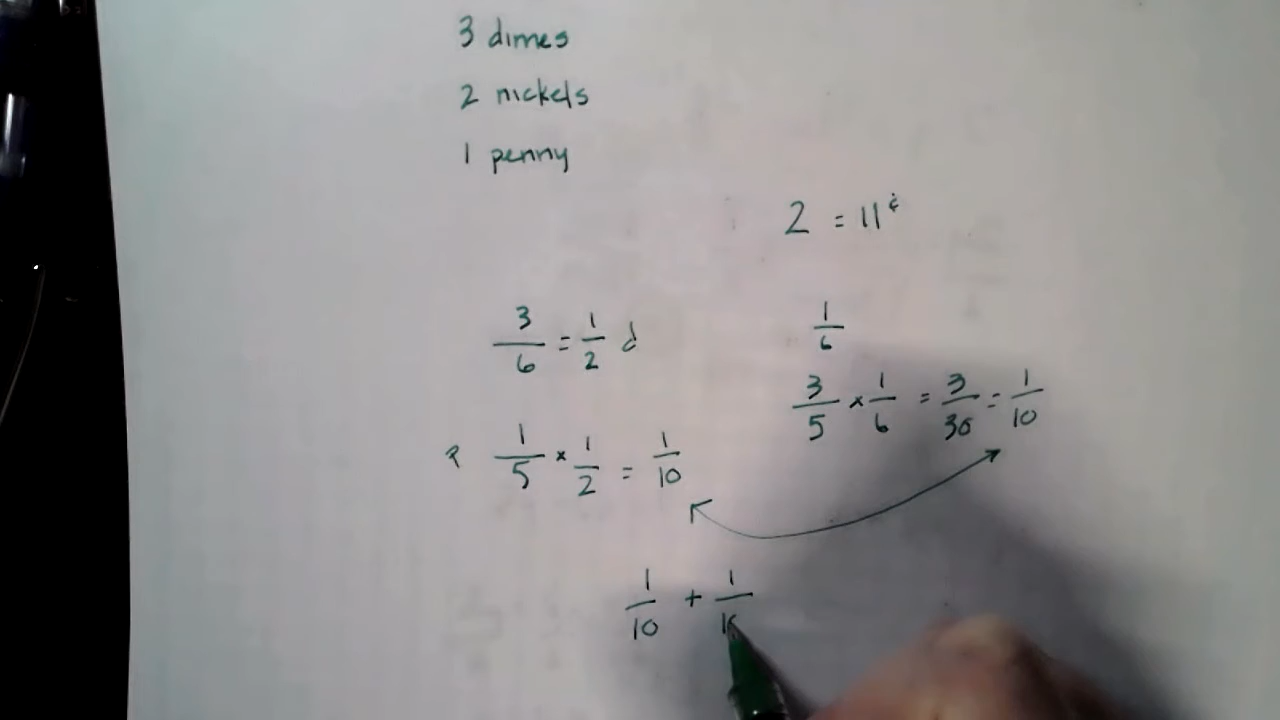 3 dimes
2 nickels
1 penny
2 = 11¢
3/6 = 1/2 d
1/6
3/5 × 1/6 = 3/30 = 1/10
P 1/5 × 1/2 = 1/10
1/10 + 1/10